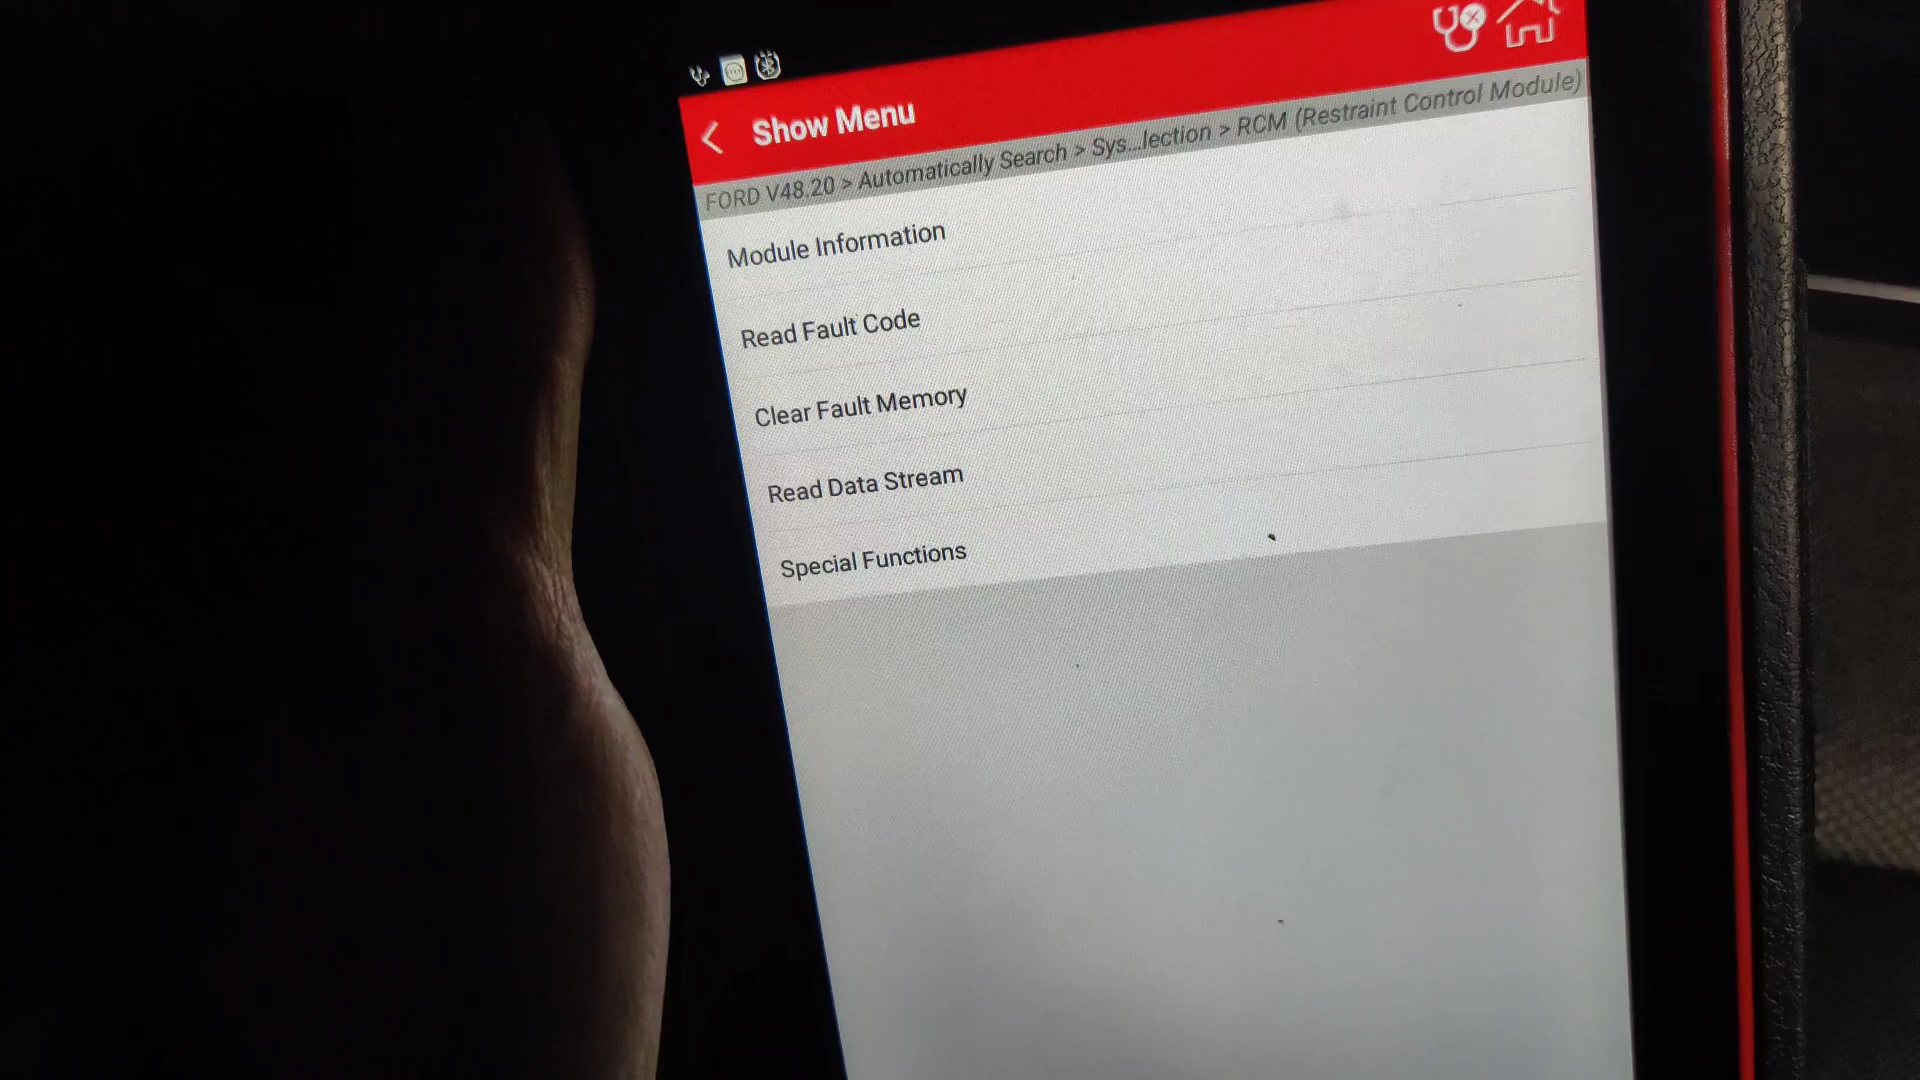 Show Menu
FORD V48.20 > Automatically Search > Sys...lection > RCM (Restraint Control Module)
Module Information
Read Fault Code
Clear Fault Memory
Read Data Stream
Special Functions